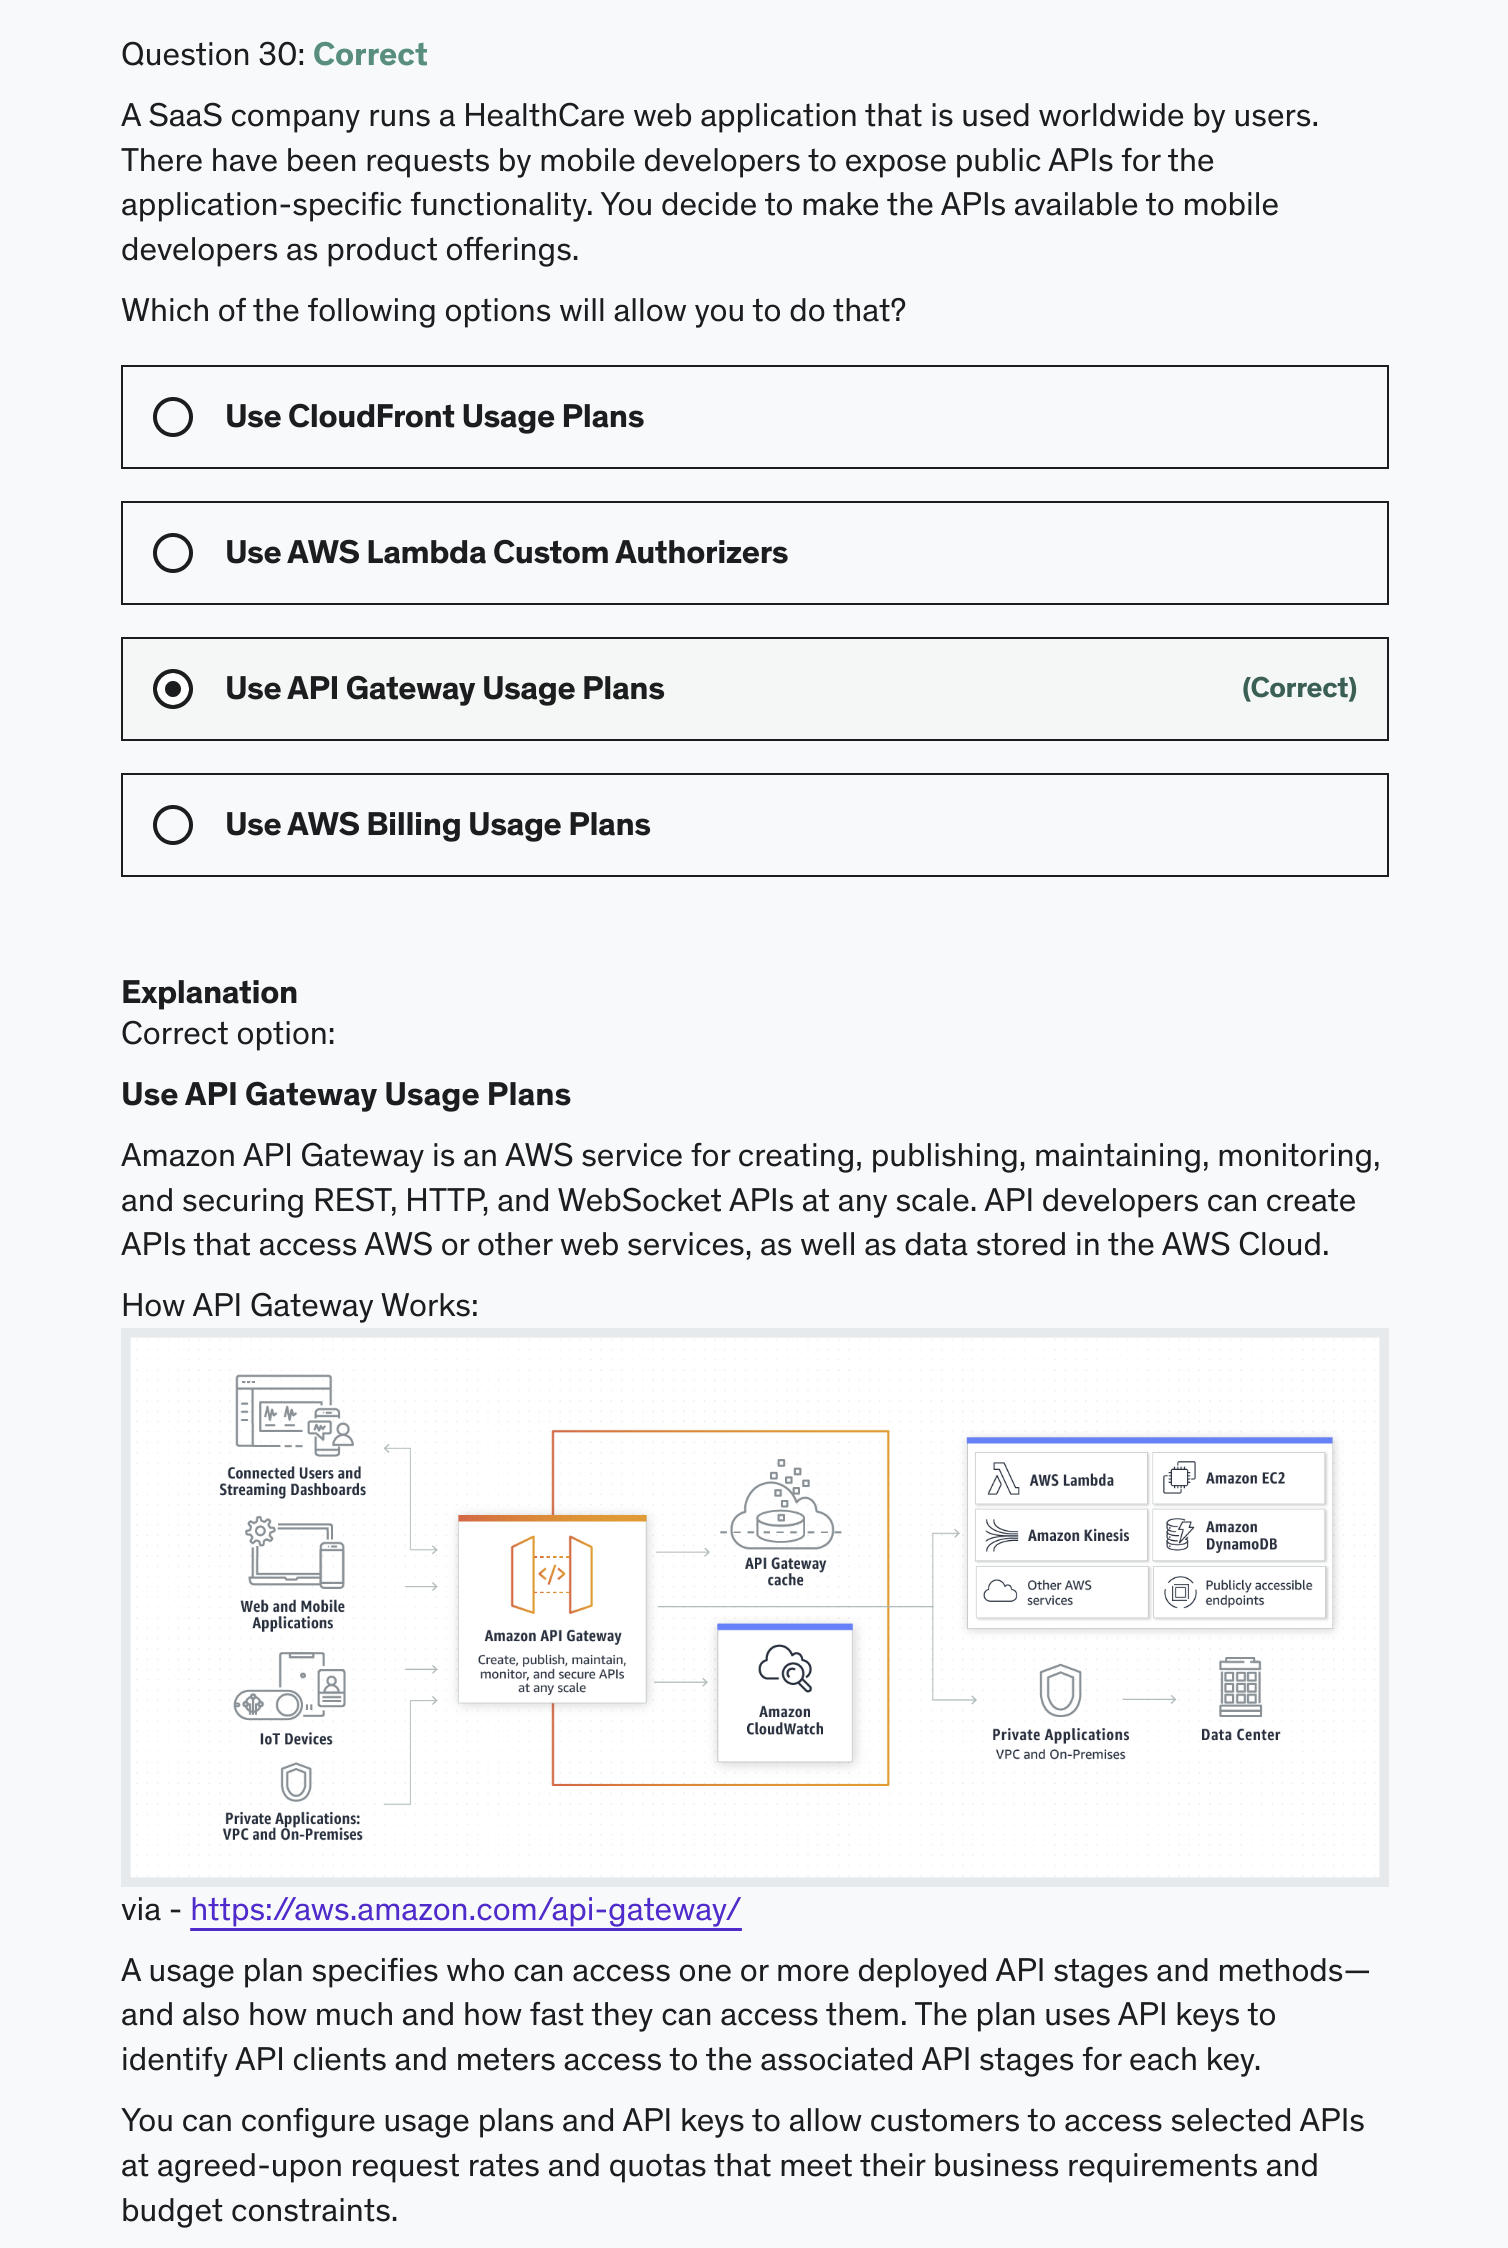 Question 30: Correct
A SaaS company runs a HealthCare web application that is used worldwide by users.
There have been requests by mobile developers to expose public APIs for the
application-specific functionality. You decide to make the APIs available to mobile
developers as product offerings.
Which of the following options will allow you to do that?
Use CloudFront Usage Plans
Use AWS Lambda Custom Authorizers
Use API Gateway Usage Plans
(Correct)
Use AWS Billing Usage Plans
Explanation
Correct option:
Use API Gateway Usage Plans
Amazon API Gateway is an AWS service for creating, publishing, maintaining, monitoring,
and securing REST, HTTP, and WebSocket APIs at any scale. API developers can create
APIs that access AWS or other web services, as well as data stored in the AWS Cloud.
How API Gateway Works:
Connected Users and
Streaming Dashboards
Web and Mobile
Applications
IoT Devices
Private Applications:
VPC and On-Premises
</>
Amazon API Gateway
Create, publish, maintain,
monitor, and secure APIs
at any scale
API Gateway
cache
Amazon
CloudWatch
AWS Lambda
Amazon EC2
Amazon Kinesis
Amazon
DynamoDB
Other AWS
services
Publicly accessible
endpoints
Private Applications
VPC and On-Premises
Data Center
via - https://aws.amazon.com/api-gateway/
A usage plan specifies who can access one or more deployed API stages and methods—
and also how much and how fast they can access them. The plan uses API keys to
identify API clients and meters access to the associated API stages for each key.
You can configure usage plans and API keys to allow customers to access selected APIs
at agreed-upon request rates and quotas that meet their business requirements and
budget constraints.